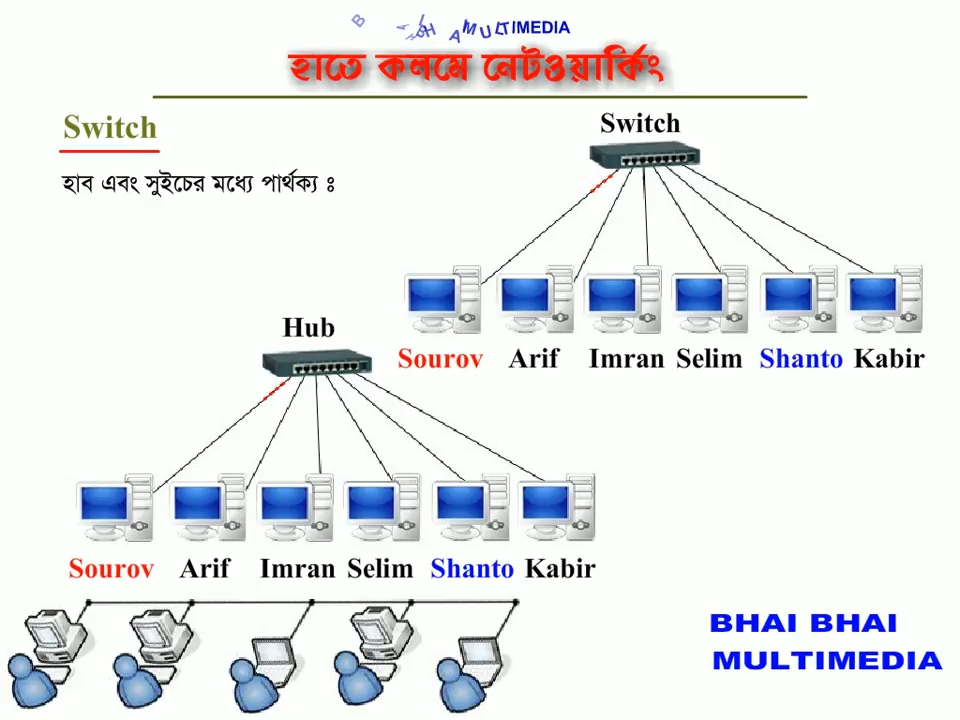 MULTIMEDIA
হাতে কলমে নেটওয়ার্কিং
Switch
Switch
হাব এবং সুইচের মধ্যে পার্থক্য ঃ
Sourov Arif Imran Selim Shanto Kabir
Hub
Sourov Arif Imran Selim Shanto Kabir
BHAI BHAI
MULTIMEDIA